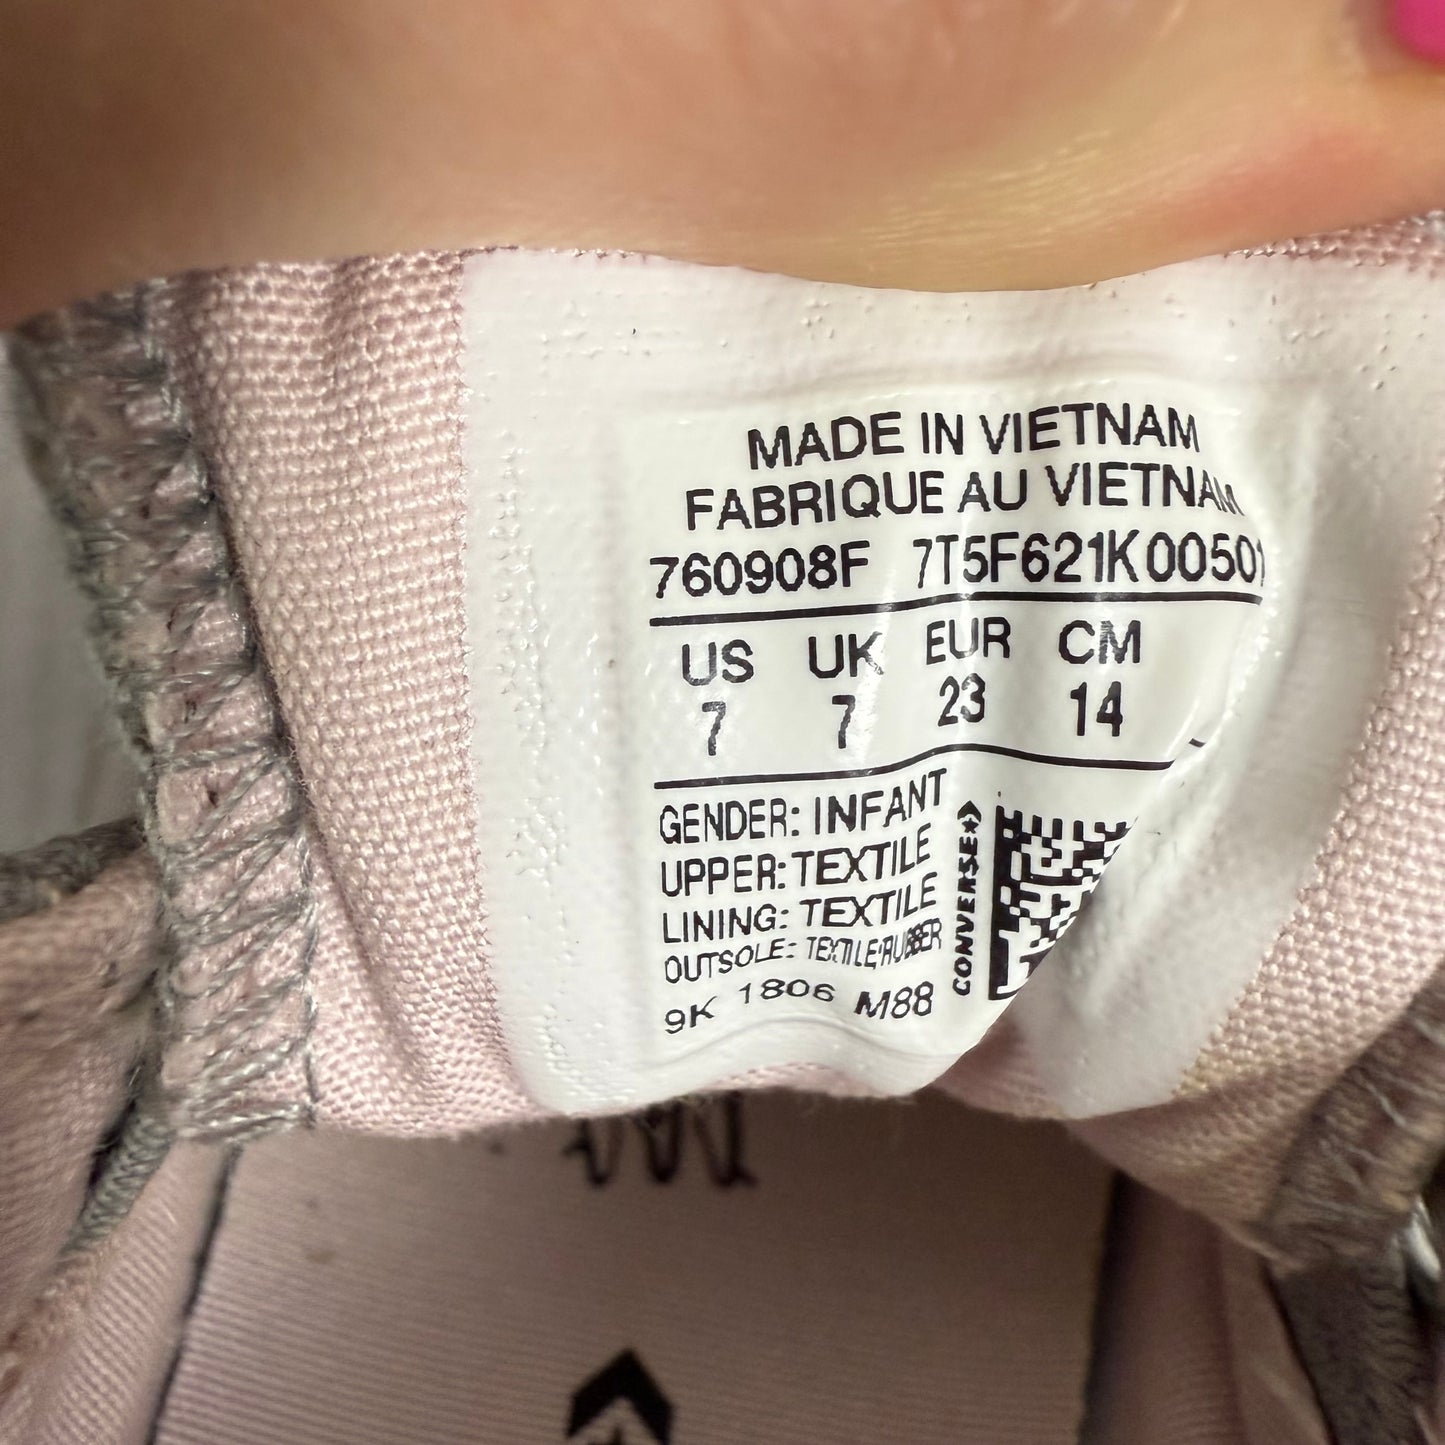 MADE IN VIETNAM
FABRIQUE AU VIETNAM
760908F 7T5F621K00501
US UK EUR CM
7 7 23 14
GENDER: INFANT
UPPER: TEXTILE
LINING: TEXTILE
OUTSOLE: TEXTILE/RUBBER
9K 1806 M88
CONVERSE